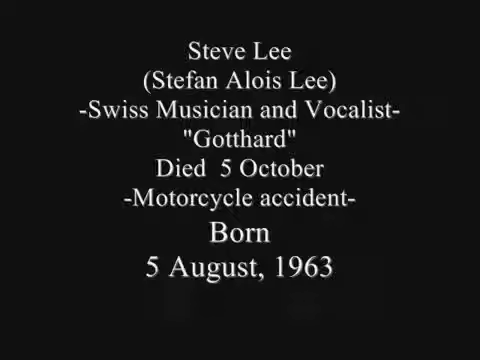 Steve Lee
(Stefan Alois Lee)
-Swiss Musician and Vocalist-
"Gotthard"
Died  5 October
-Motorcycle accident-
Born
5 August, 1963